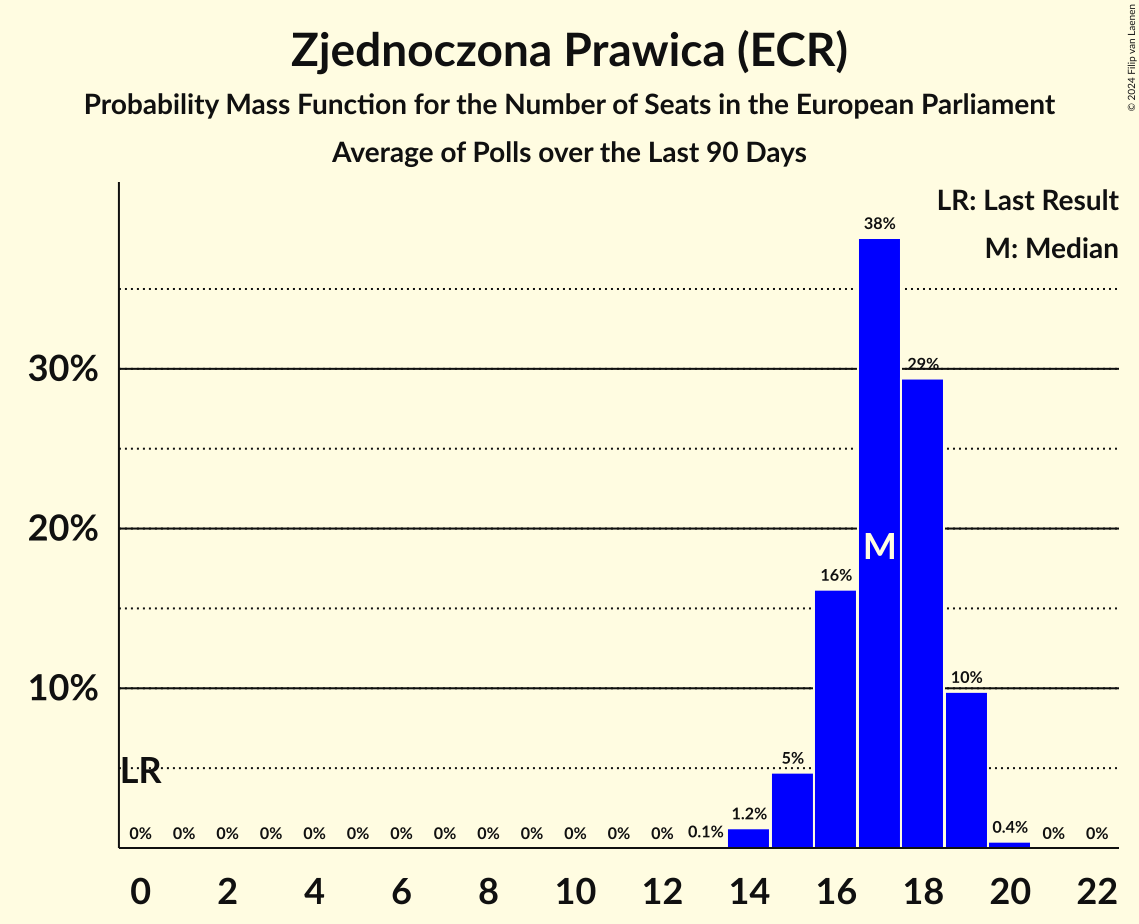 Zjednoczona Prawica (ECR)
Probability Mass Function for the Number of Seats in the European Parliament
Average of Polls over the Last 90 Days
© 2024 Filip van Laenen
LR: Last Result
M: Median
38%
30%
29%
20%
M
16%
10%
10%
5%
LR
1.2%
0% 0% 0% 0% 0% 0% 0% 0% 0% 0% 0% 0% 0% 0.1% 0.4% 0% 0%
0 2 4 6 8 10 12 14 16 18 20 22